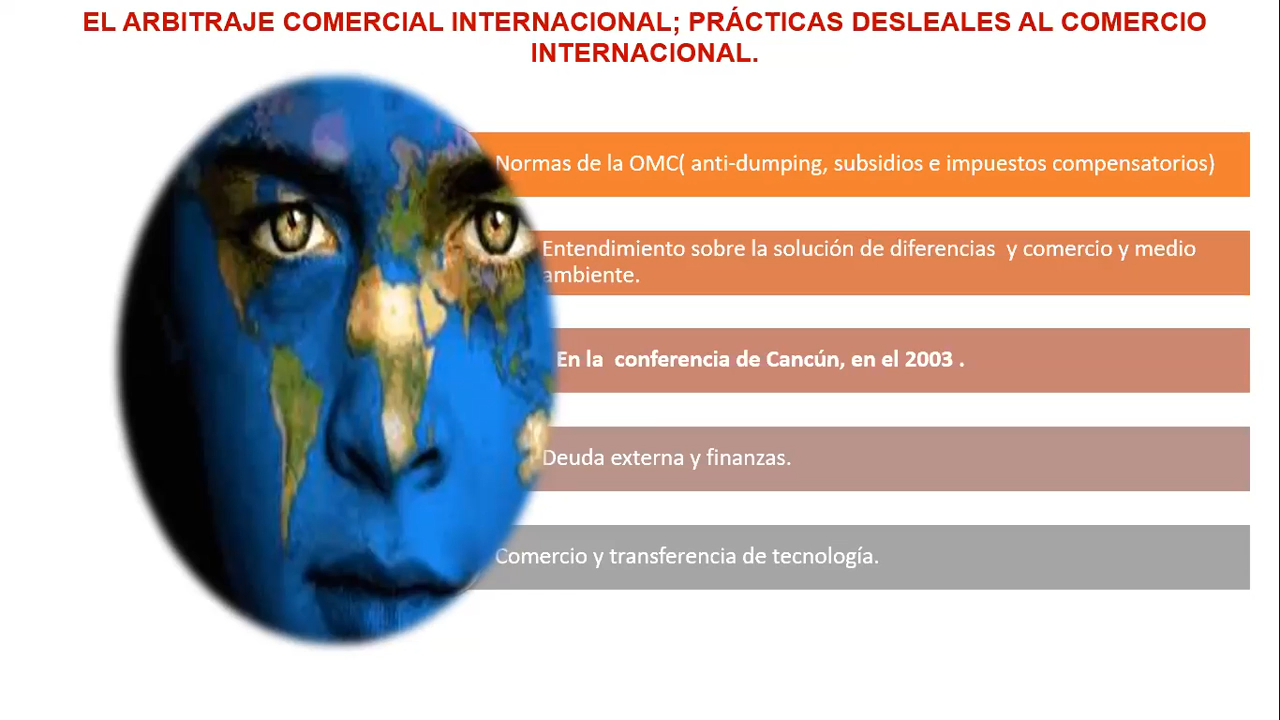 EL ARBITRAJE COMERCIAL INTERNACIONAL; PRÁCTICAS DESLEALES AL COMERCIO
INTERNACIONAL.
Normas de la OMC( anti-dumping, subsidios e impuestos compensatorios)
Entendimiento sobre la solución de diferencias  y comercio y medio
ambiente.
En la  conferencia de Cancún, en el 2003 .
Deuda externa y finanzas.
Comercio y transferencia de tecnología.